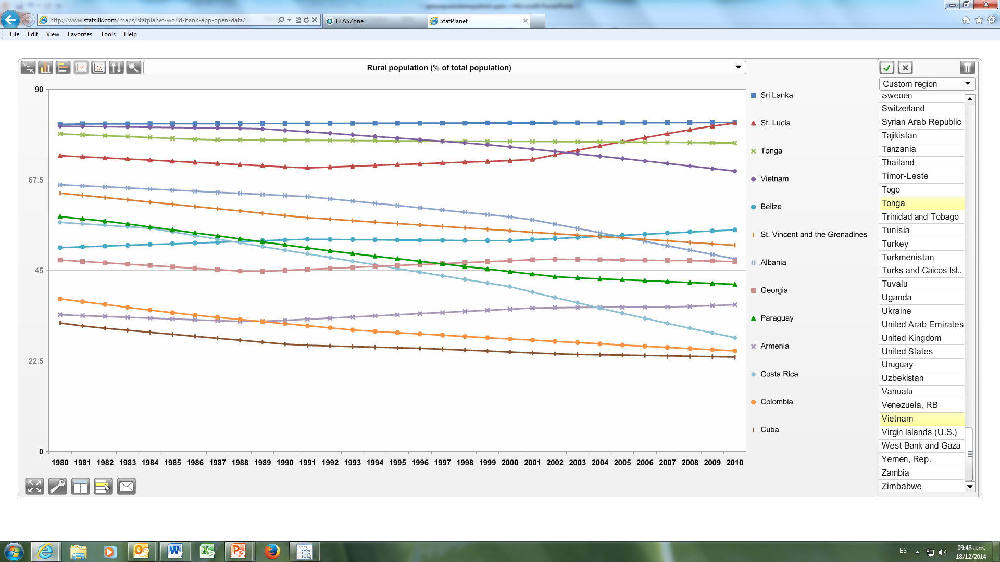 http://www.statsilk.com/maps/statplanet-world-bank-app-open-data/
EEASZone
StatPlanet
File Edit View Favorites Tools Help
Rural population (% of total population)
90
67.5
45
22.5
0
1980 1981 1982 1983 1984 1985 1986 1987 1988 1989 1990 1991 1992 1993 1994 1995 1996 1997 1998 1999 2000 2001 2002 2003 2004 2005 2006 2007 2008 2009 2010
Sri Lanka
St. Lucia
Tonga
Vietnam
Belize
St. Vincent and the Grenadines
Albania
Georgia
Paraguay
Armenia
Costa Rica
Colombia
Cuba
Custom region
Sweden
Switzerland
Syrian Arab Republic
Tajikistan
Tanzania
Thailand
Timor-Leste
Togo
Tonga
Trinidad and Tobago
Tunisia
Turkey
Turkmenistan
Turks and Caicos Isl..
Tuvalu
Uganda
Ukraine
United Arab Emirates
United Kingdom
United States
Uruguay
Uzbekistan
Vanuatu
Venezuela, RB
Vietnam
Virgin Islands (U.S.)
West Bank and Gaza
Yemen, Rep.
Zambia
Zimbabwe
ES
09:48 a.m.
18/12/2014